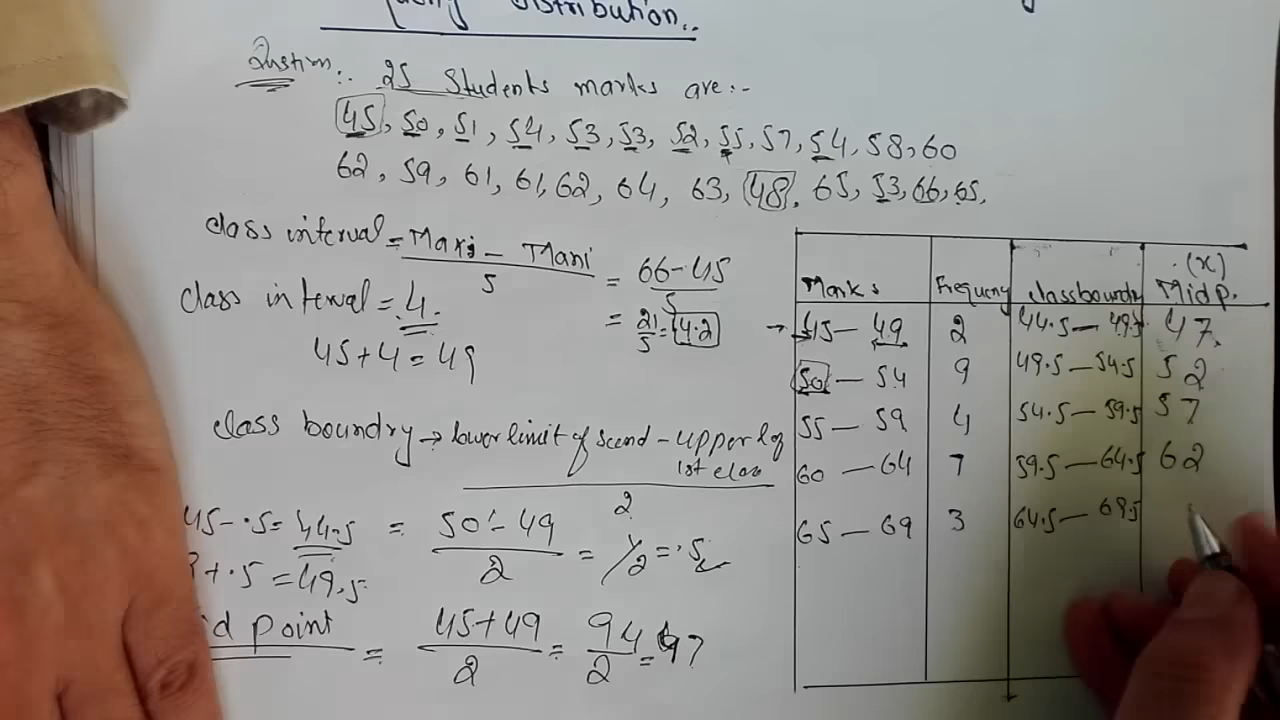 Distribution..
Question:. 25 Students marks are:-
45, 50, 51, 54, 53, 53, 52, 55, 57, 54, 58, 60
62, 59, 61, 61, 62, 64, 63, 48, 65, 53, 66, 65.
class interval = Maxi - Mani
5
= 66-45
5
= 21
5
= 4.2
class interval = 4.
45+4 = 49
class boundry → lower limit of scend - upper l of
1st class
2
45-.5= 44.5 = 50-49
2
= 1/2 = .5
+.5 = 49.5
d point = 45+49
2
= 94
2
= 47
Marks Frequency classboundry (x) Mid p.
→ 45-49 2 44.5-49.5 47.
50-54 9 49.5-54.5 52
55-59 4 54.5-59.5 57
60-64 7 59.5-64.5 62
65-69 3 64.5-69.5